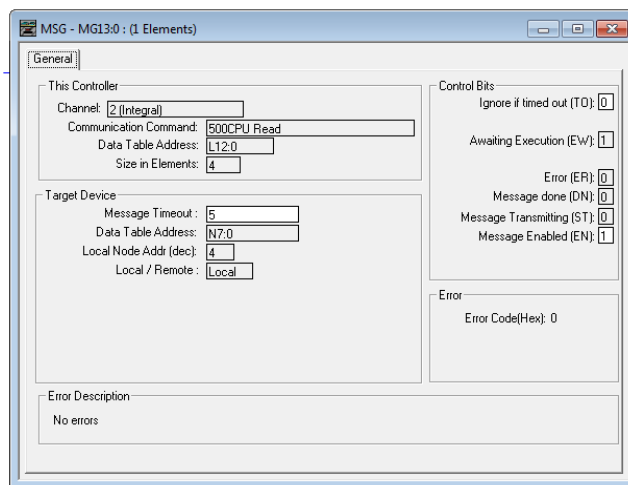 MSG - MG13:0 : (1 Elements)
General
This Controller
Channel: 2 (Integral)
Communication Command: 500CPU Read
Data Table Address: L12:0
Size in Elements: 4
Target Device
Message Timeout : 5
Data Table Address: N7:0
Local Node Addr (dec): 4
Local / Remote : Local
Control Bits
Ignore if timed out (TO): 0
Awaiting Execution (EW): 1
Error (ER): 0
Message done (DN): 0
Message Transmitting (ST): 0
Message Enabled (EN): 1
Error
Error Code(Hex): 0
Error Description
No errors